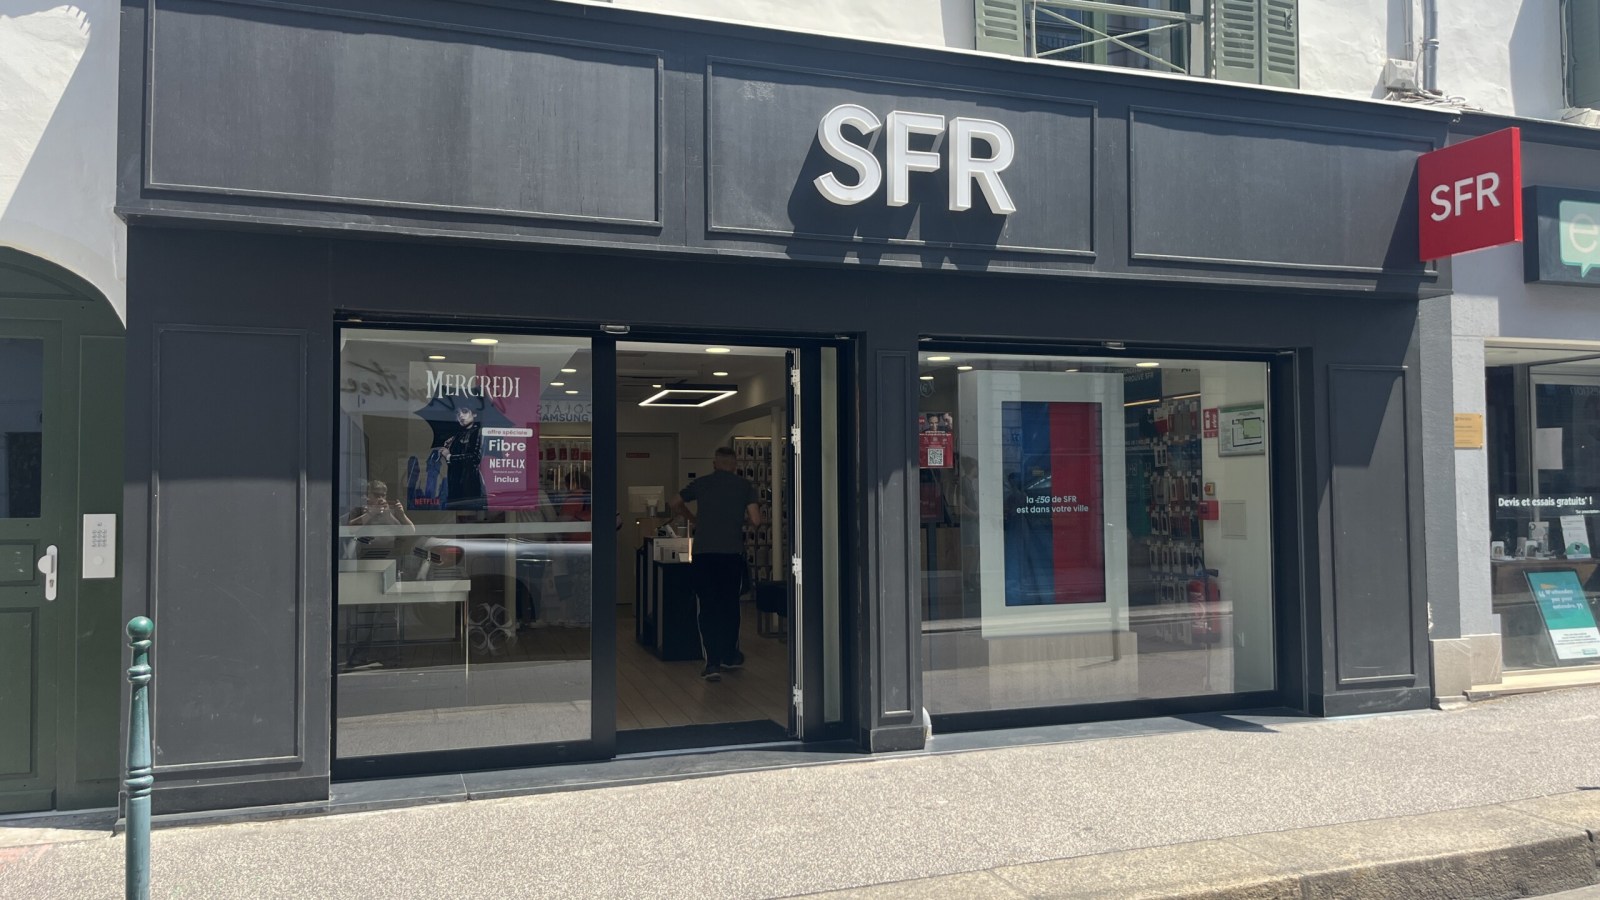 SFR
SFR
e
MERCREDI
offre spéciale
Fibre
+
NETFLIX
inclus
NETFLIX
SAMSUNG
la 5G de SFR
est dans votre ville
Devis et essais gratuits* !